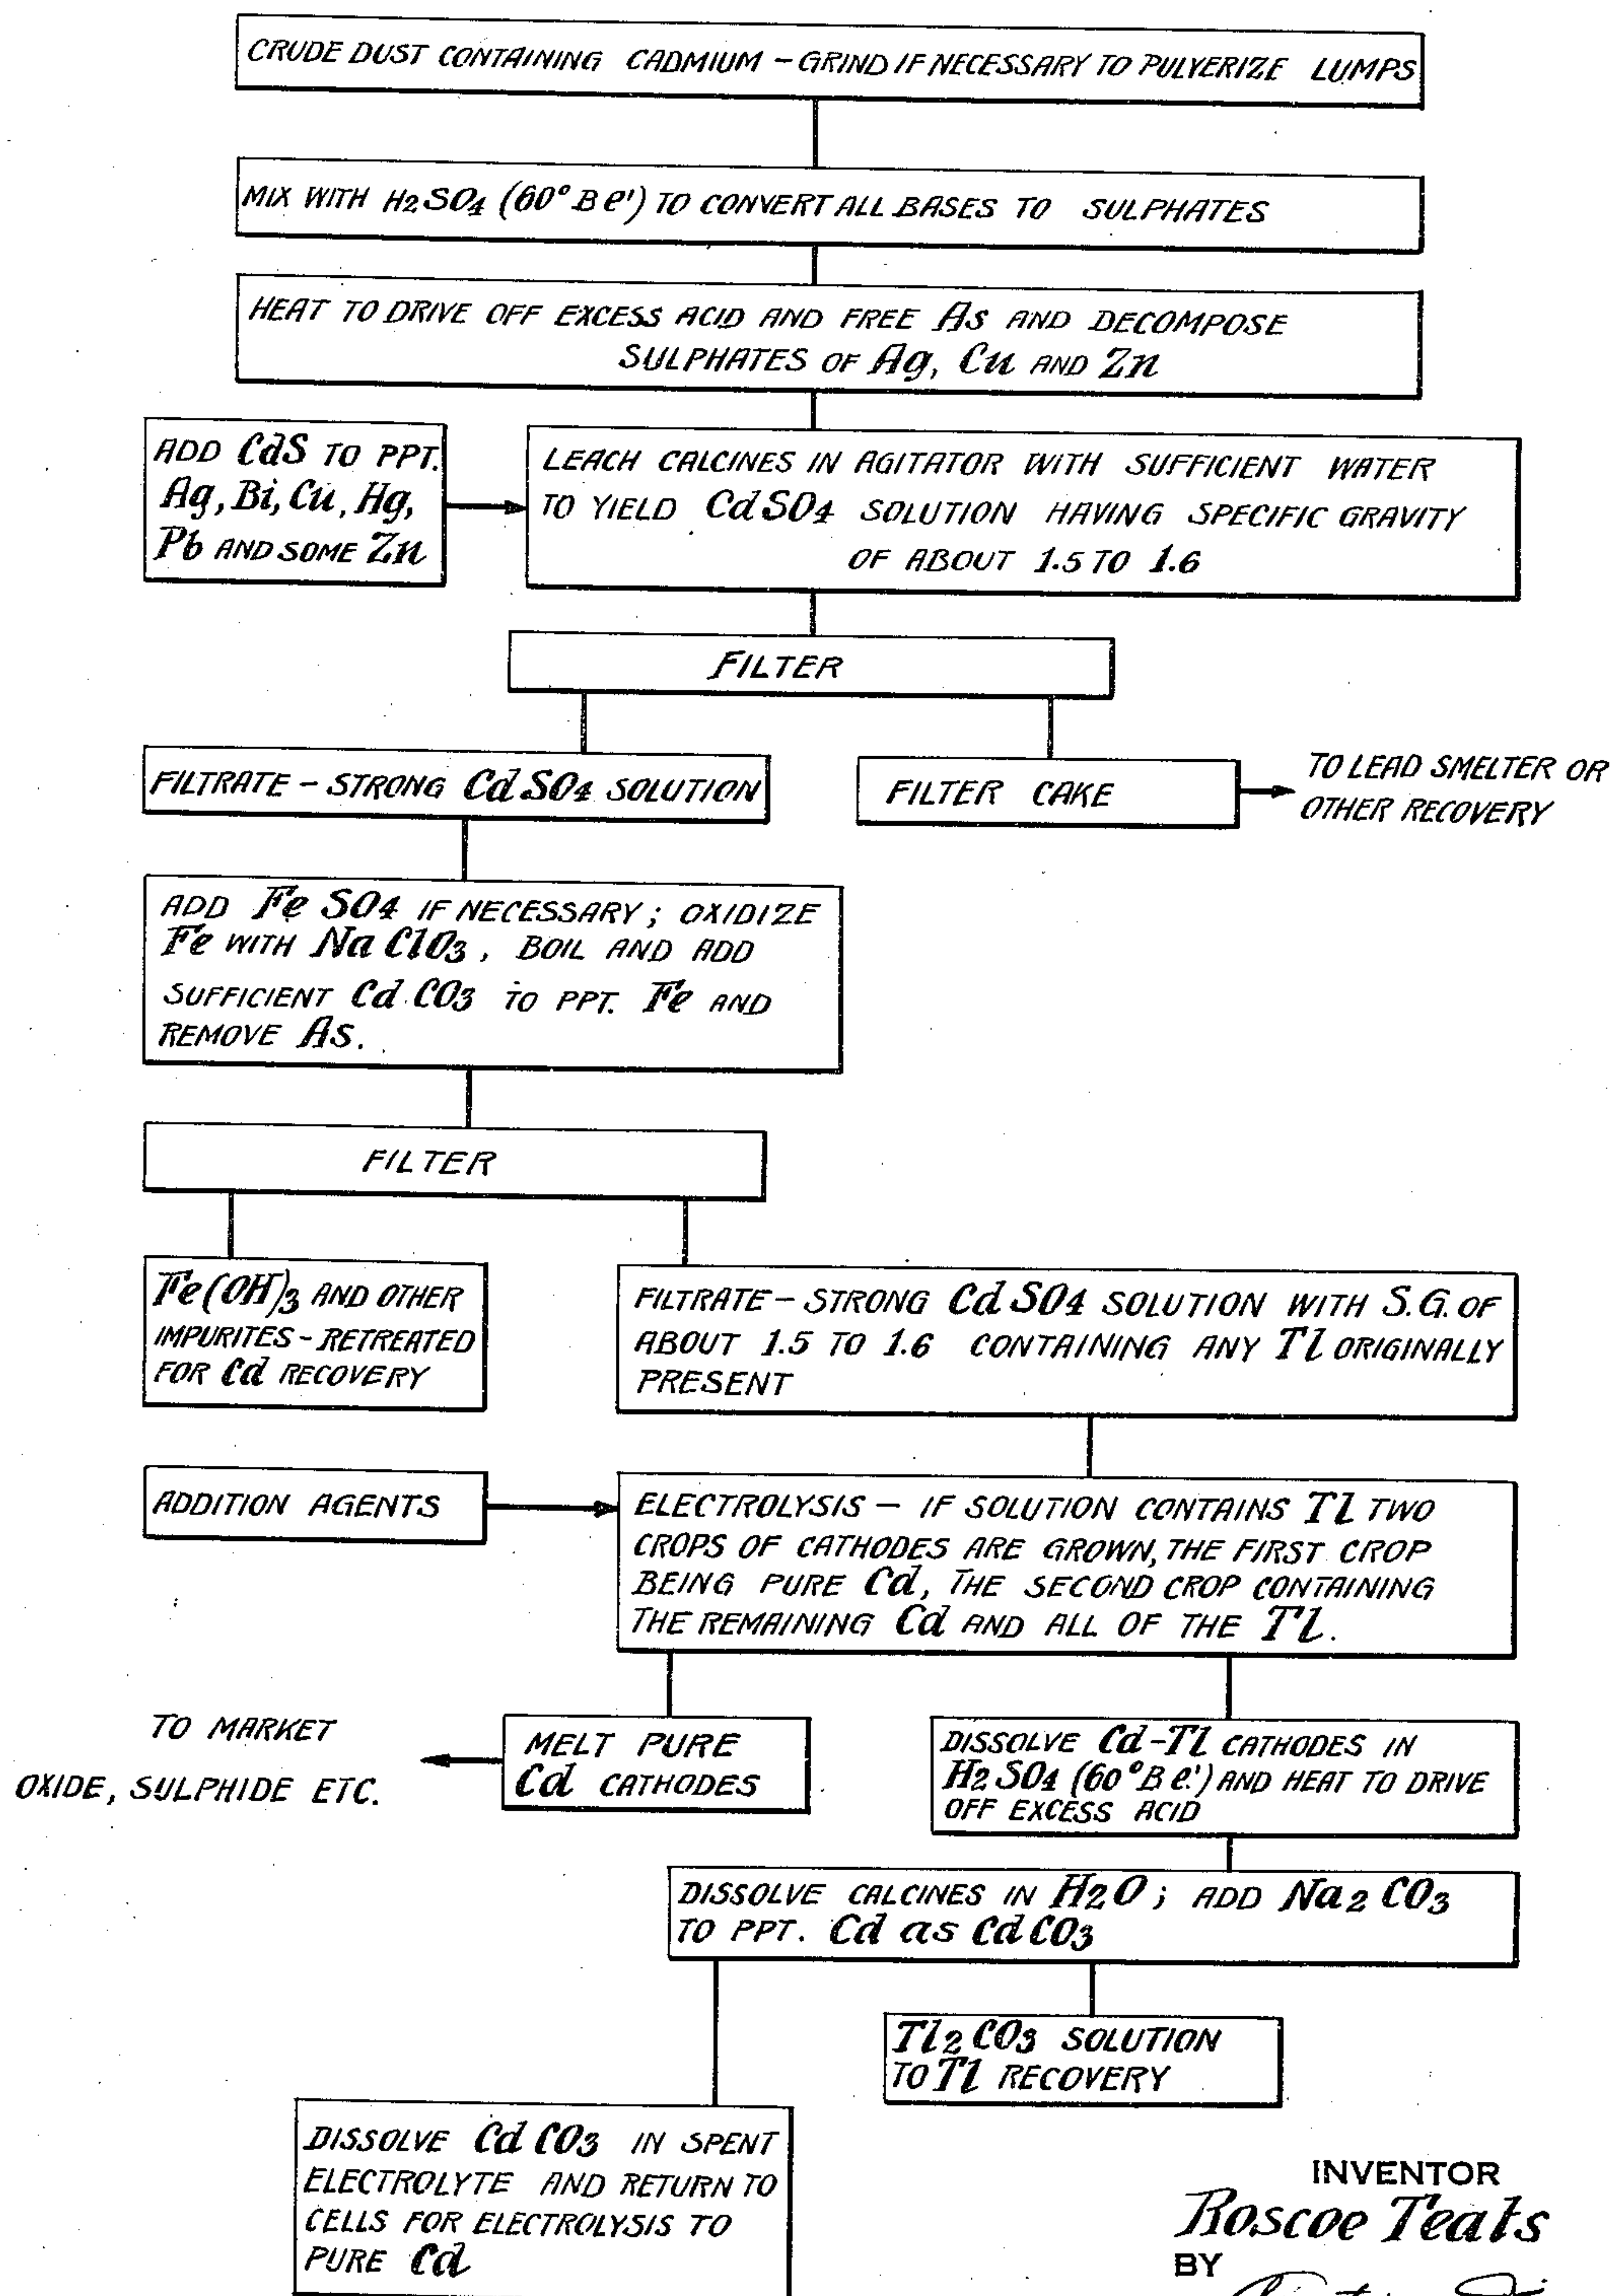 CRUDE DUST CONTAINING CADMIUM – GRIND IF NECESSARY TO PULVERIZE LUMPS
MIX WITH H2SO4 (60° Be') TO CONVERT ALL BASES TO SULPHATES
HEAT TO DRIVE OFF EXCESS ACID AND FREE As AND DECOMPOSE
SULPHATES OF Ag, Cu AND Zn
ADD CdS TO PPT.
Ag, Bi, Cu, Hg,
Pb AND SOME Zn
LEACH CALCINES IN AGITATOR WITH SUFFICIENT WATER
TO YIELD CdSO4 SOLUTION HAVING SPECIFIC GRAVITY
OF ABOUT 1.5 TO 1.6
FILTER
FILTRATE – STRONG CdSO4 SOLUTION
FILTER CAKE
TO LEAD SMELTER OR
OTHER RECOVERY
ADD FeSO4 IF NECESSARY; OXIDIZE
Fe WITH NaClO3, BOIL AND ADD
SUFFICIENT CdCO3 TO PPT. Fe AND
REMOVE As.
FILTER
Fe(OH)3 AND OTHER
IMPURITES – RETREATED
FOR Cd RECOVERY
FILTRATE – STRONG CdSO4 SOLUTION WITH S.G. OF
ABOUT 1.5 TO 1.6 CONTAINING ANY Tl ORIGINALLY
PRESENT
ADDITION AGENTS
ELECTROLYSIS – IF SOLUTION CONTAINS Tl TWO
CROPS OF CATHODES ARE GROWN, THE FIRST CROP
BEING PURE Cd, THE SECOND CROP CONTAINING
THE REMAINING Cd AND ALL OF THE Tl.
TO MARKET
OXIDE, SULPHIDE ETC.
MELT PURE
Cd CATHODES
DISSOLVE Cd-Tl CATHODES IN
H2SO4 (60° Be') AND HEAT TO DRIVE
OFF EXCESS ACID
DISSOLVE CALCINES IN H2O; ADD Na2CO3
TO PPT. Cd as CdCO3
Tl2CO3 SOLUTION
TO Tl RECOVERY
DISSOLVE CdCO3 IN SPENT
ELECTROLYTE AND RETURN TO
CELLS FOR ELECTROLYSIS TO
PURE Cd
INVENTOR
Roscoe Teats
BY